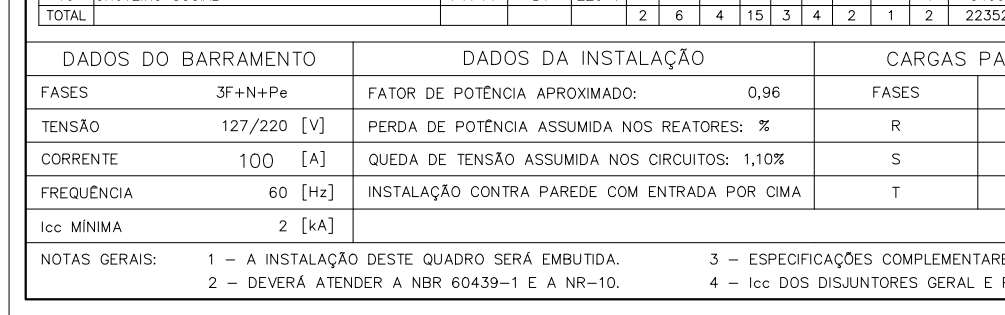 TOTAL 2 6 4 15 3 4 2 1 2
DADOS DO BARRAMENTO DADOS DA INSTALAÇÃO CARGAS
FASES 3F+N+Pe FATOR DE POTÊNCIA APROXIMADO: 0,96 FASES
TENSÃO 127/220 [V] PERDA DE POTÊNCIA ASSUMIDA NOS REATORES: % R
CORRENTE 100 [A] QUEDA DE TENSÃO ASSUMIDA NOS CIRCUITOS: 1,10% S
FREQUÊNCIA 60 [Hz] INSTALAÇÃO CONTRA PAREDE COM ENTRADA POR CIMA T
Icc MÍNIMA 2 [kA]
NOTAS GERAIS: 1 – A INSTALAÇÃO DESTE QUADRO SERÁ EMBUTIDA. 3 – ESPECIFICAÇÕES
2 – DEVERÁ ATENDER A NBR 60439-1 E A NR-10. 4 – Icc DOS DISJUNTORES GERAL E